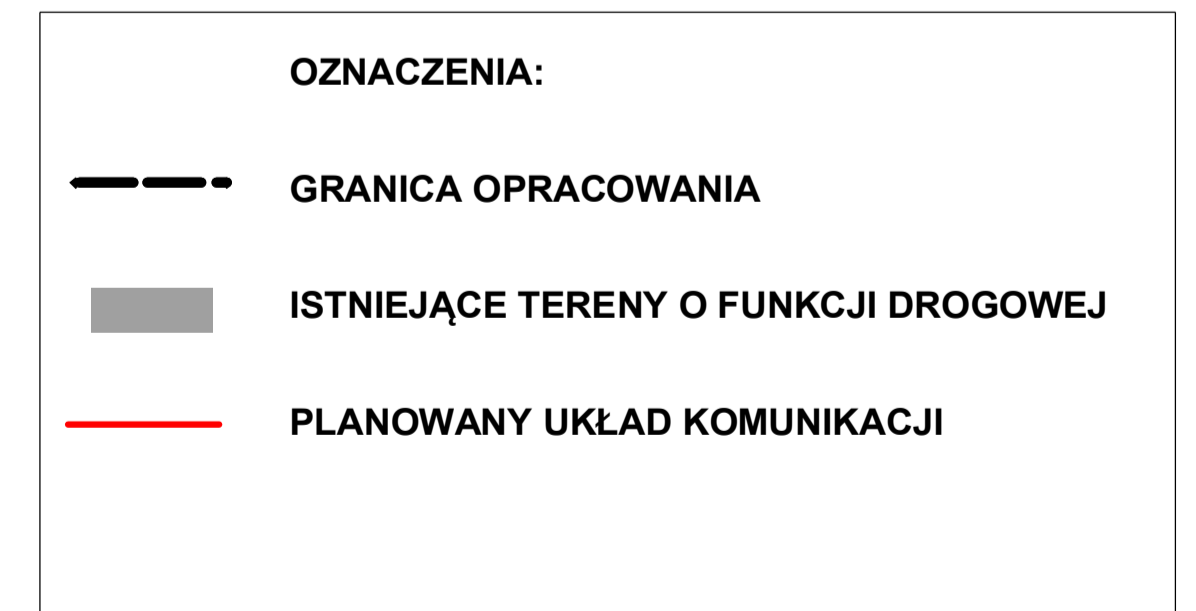 OZNACZENIA:
GRANICA OPRACOWANIA
ISTNIEJĄCE TERENY O FUNKCJI DROGOWEJ
PLANOWANY UKŁAD KOMUNIKACJI